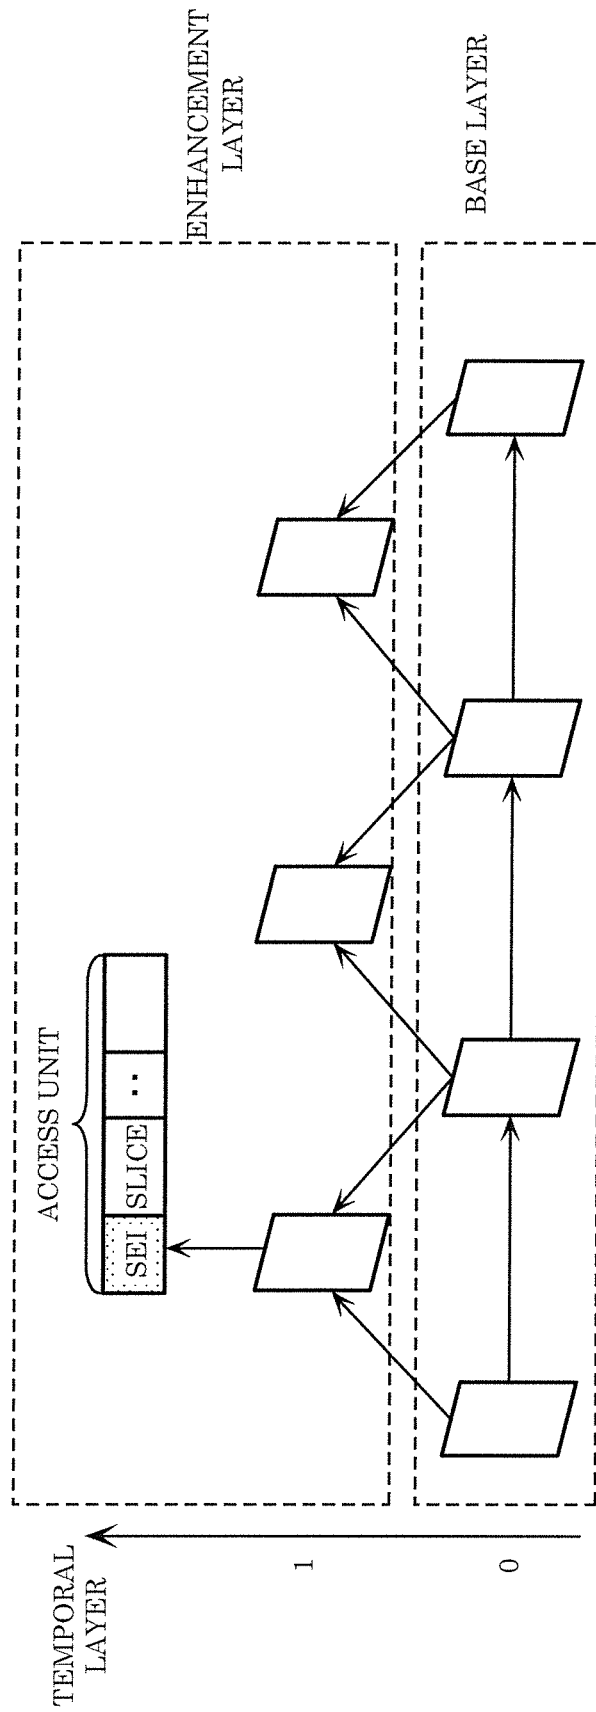 TEMPORAL
LAYER
ACCESS UNIT
SEI SLICE ..
ENHANCEMENT
LAYER
1
0
BASE LAYER